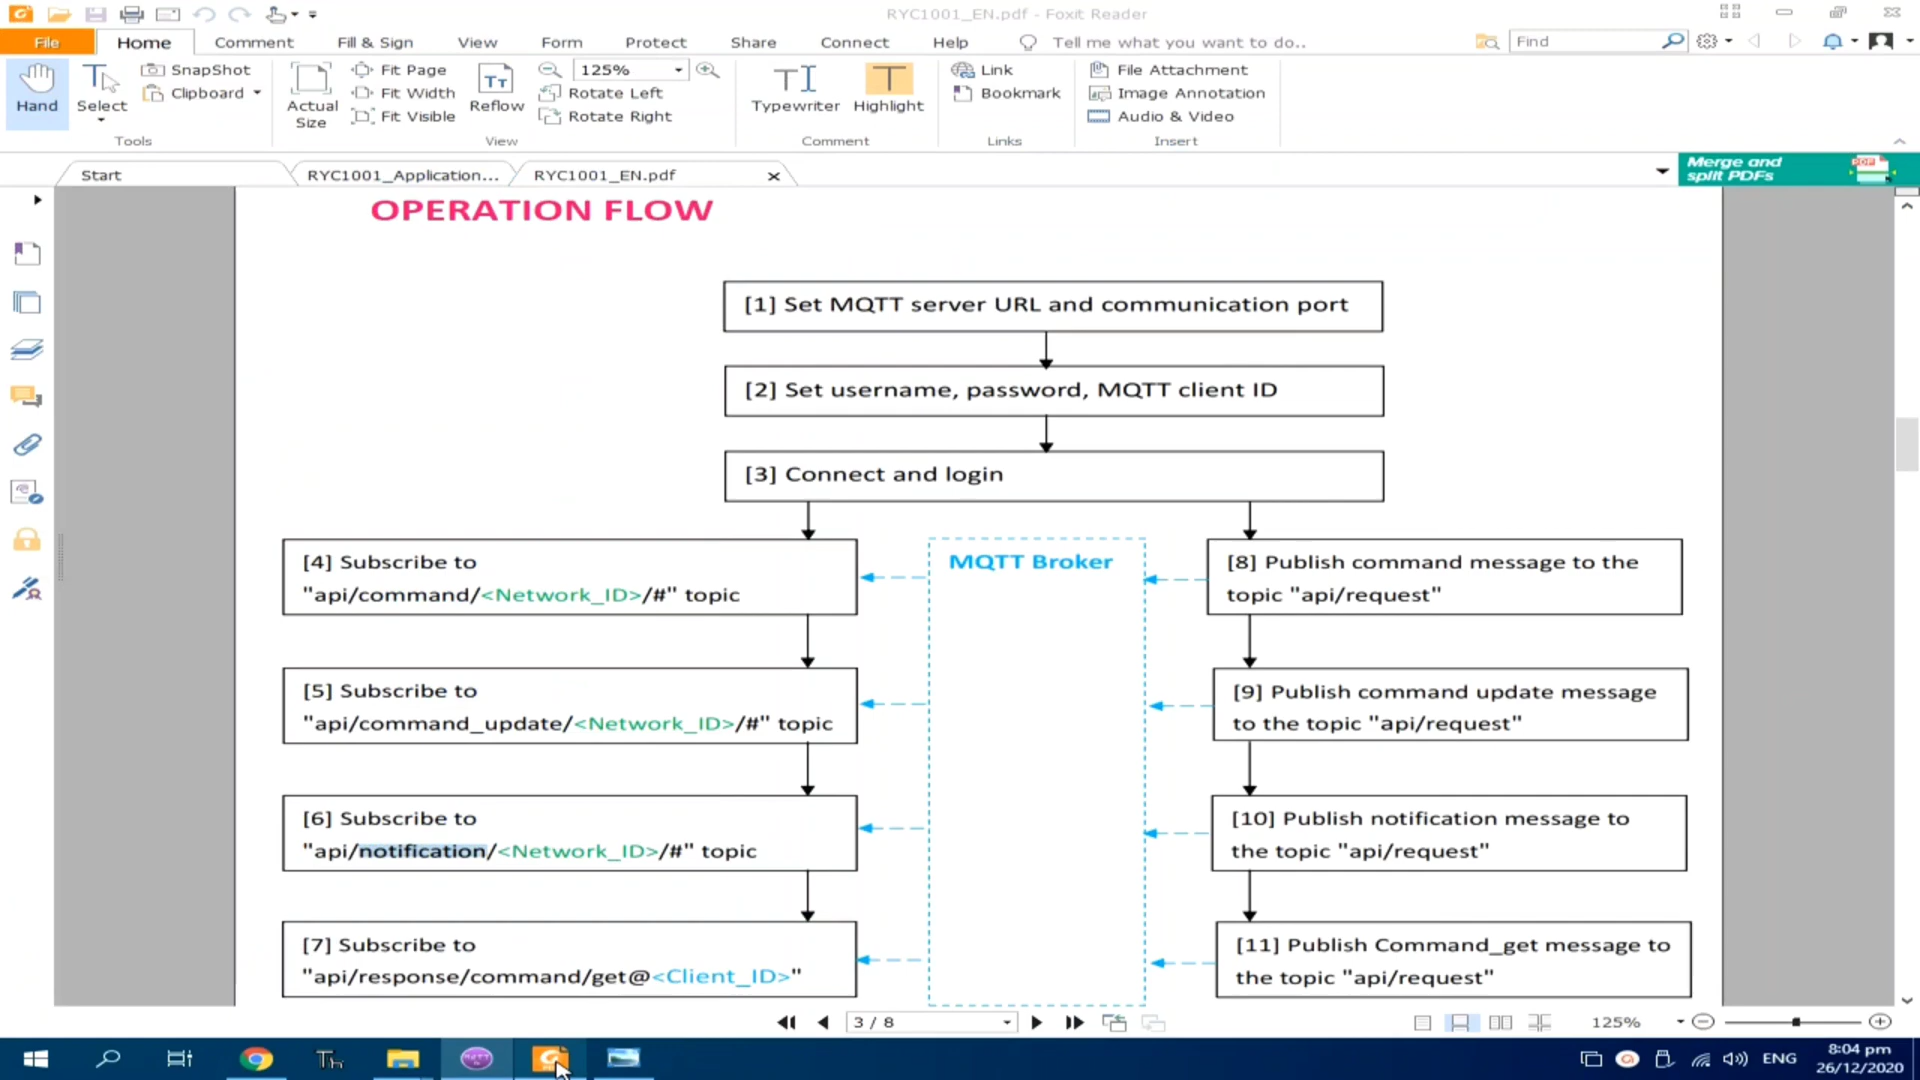 RYC1001_EN.pdf - Foxit Reader
File
Home
Comment
Fill & Sign
View
Form
Protect
Share
Connect
Help
Tell me what you want to do..
Find
Hand
Select
SnapShot
Clipboard
Tools
Actual
Size
Fit Page
Fit Width
Fit Visible
Reflow
125%
Rotate Left
Rotate Right
View
Typewriter
Highlight
Comment
Link
Bookmark
Links
File Attachment
Image Annotation
Audio & Video
Insert
Start
RYC1001_Application...
RYC1001_EN.pdf
Merge and
split PDFs
OPERATION FLOW
[1] Set MQTT server URL and communication port
[2] Set username, password, MQTT client ID
[3] Connect and login
[4] Subscribe to
"api/command/<Network_ID>/#" topic
[5] Subscribe to
"api/command_update/<Network_ID>/#" topic
[6] Subscribe to
"api/notification/<Network_ID>/#" topic
[7] Subscribe to
"api/response/command/get@<Client_ID>"
MQTT Broker
[8] Publish command message to the
topic "api/request"
[9] Publish command update message
to the topic "api/request"
[10] Publish notification message to
the topic "api/request"
[11] Publish Command_get message to
the topic "api/request"
3 / 8
125%
ENG
8:04 pm
26/12/2020